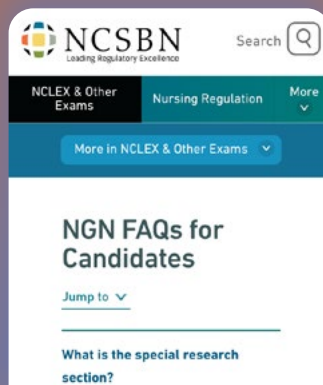 NCSBN
Leading Regulatory Excellence
Search
NCLEX & Other
Exams
Nursing Regulation
More
More in NCLEX & Other Exams
NGN FAQs for
Candidates
Jump to
What is the special research
section?